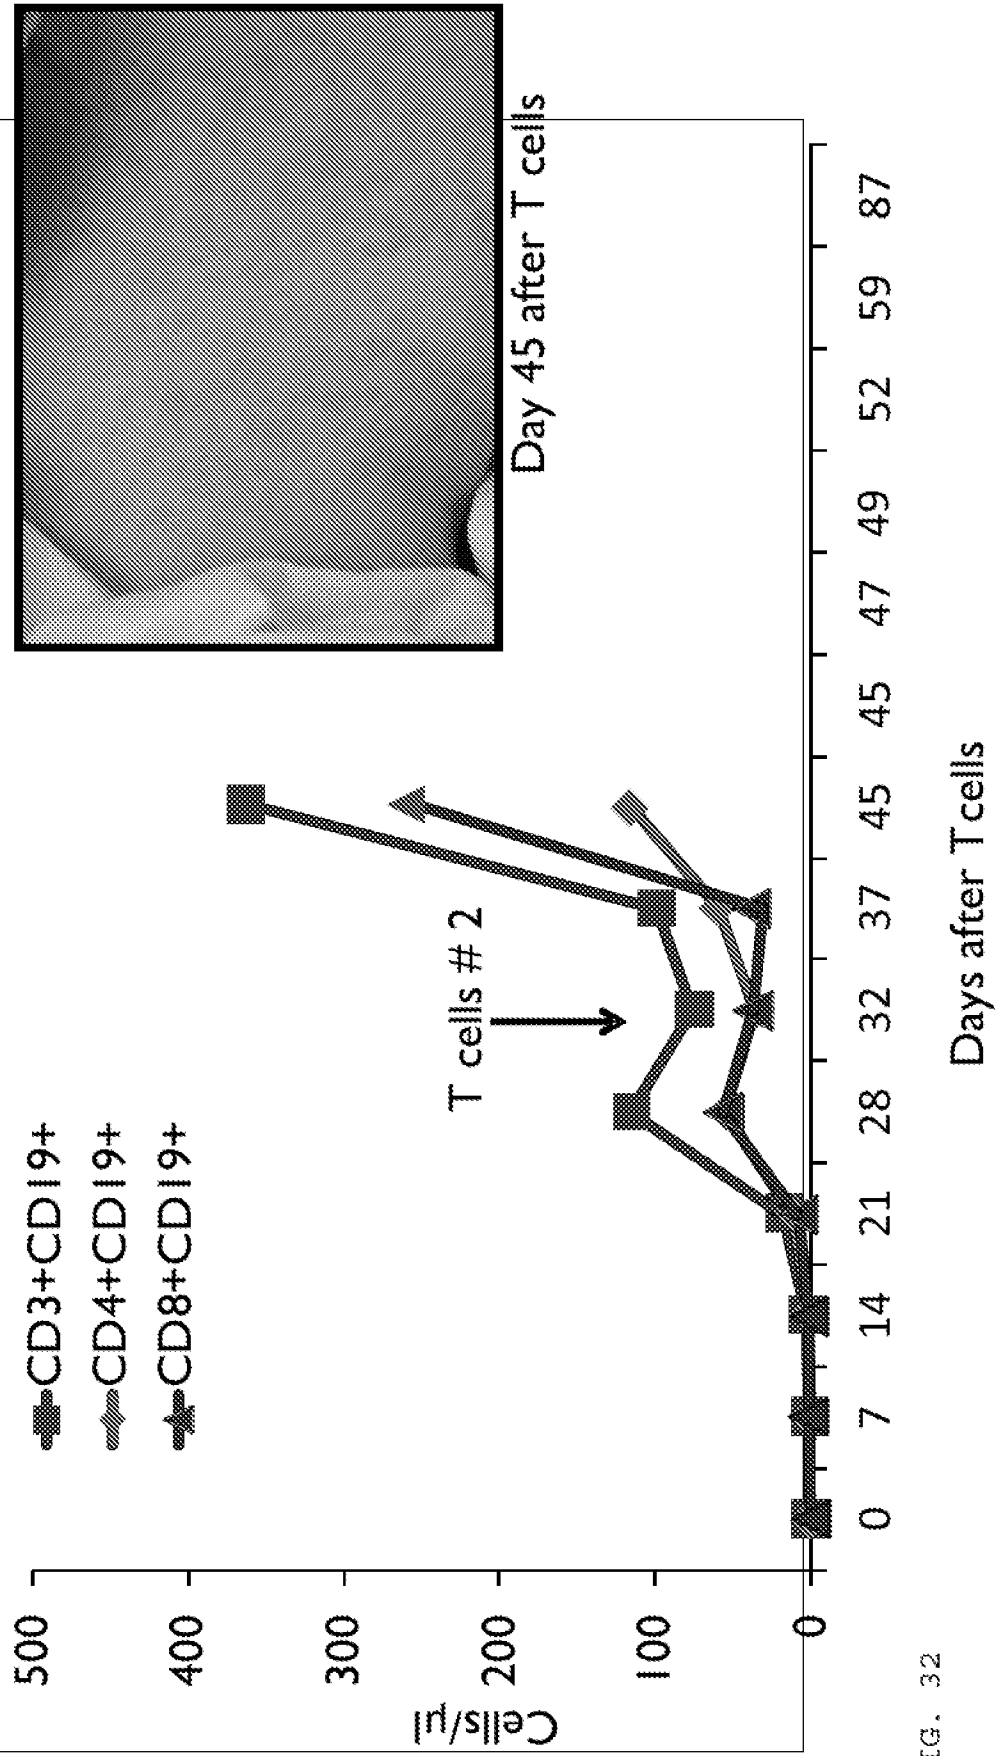 CD3+CD19+
CD4+CD19+
CD8+CD19+
T cells # 2
Day 45 after T cells
Cells/µl
500
400
300
200
100
0
0 7 14 21 28 32 37 45 45 47 49 52 59 87
Days after T cells
32